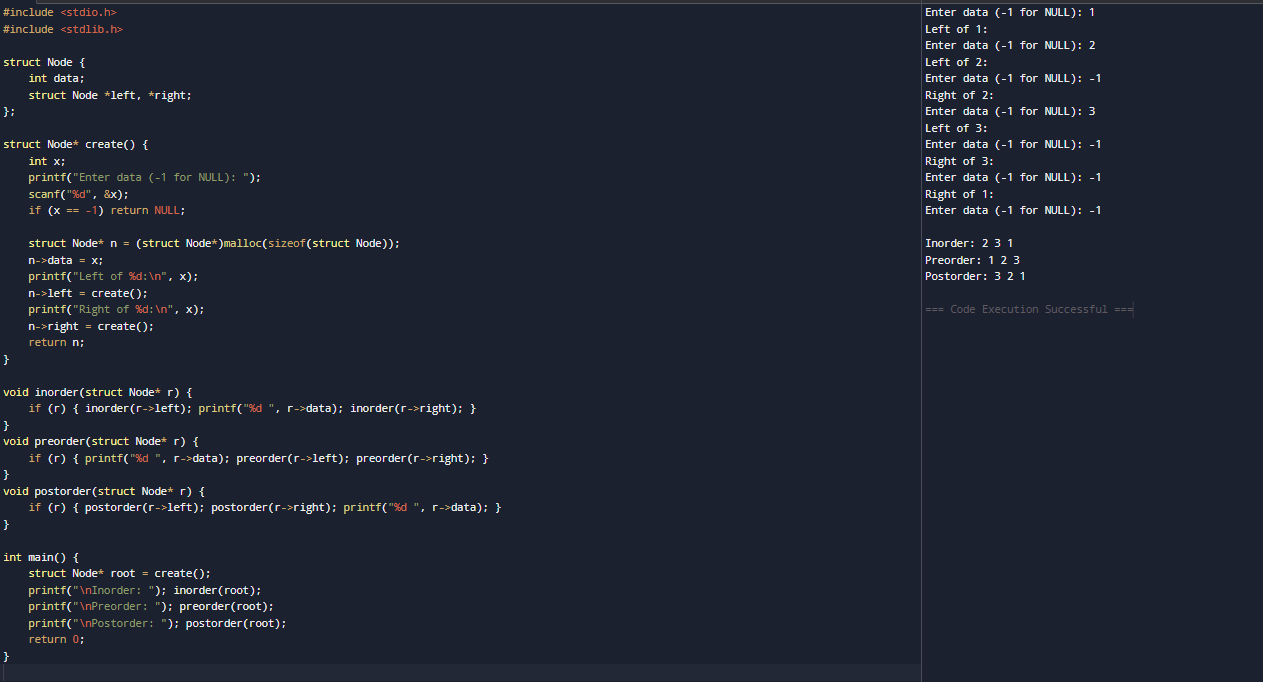 #include <stdio.h>
#include <stdlib.h>

struct Node {
    int data;
    struct Node *left, *right;
};

struct Node* create() {
    int x;
    printf("Enter data (-1 for NULL): ");
    scanf("%d", &x);
    if (x == -1) return NULL;

    struct Node* n = (struct Node*)malloc(sizeof(struct Node));
    n->data = x;
    printf("Left of %d:\n", x);
    n->left = create();
    printf("Right of %d:\n", x);
    n->right = create();
    return n;
}

void inorder(struct Node* r) {
    if (r) { inorder(r->left); printf("%d ", r->data); inorder(r->right); }
}
void preorder(struct Node* r) {
    if (r) { printf("%d ", r->data); preorder(r->left); preorder(r->right); }
}
void postorder(struct Node* r) {
    if (r) { postorder(r->left); postorder(r->right); printf("%d ", r->data); }
}

int main() {
    struct Node* root = create();
    printf("\nInorder: "); inorder(root);
    printf("\nPreorder: "); preorder(root);
    printf("\nPostorder: "); postorder(root);
    return 0;
}

Enter data (-1 for NULL): 1
Left of 1:
Enter data (-1 for NULL): 2
Left of 2:
Enter data (-1 for NULL): -1
Right of 2:
Enter data (-1 for NULL): 3
Left of 3:
Enter data (-1 for NULL): -1
Right of 3:
Enter data (-1 for NULL): -1
Right of 1:
Enter data (-1 for NULL): -1

Inorder: 2 3 1
Preorder: 1 2 3
Postorder: 3 2 1

=== Code Execution Successful ===